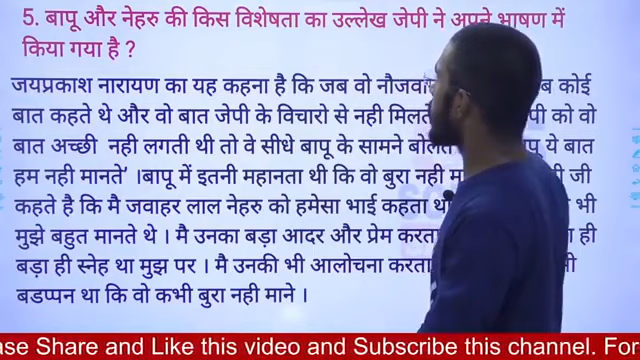 5. बापू और नेहरु की किस विशेषता का उल्लेख जेपी ने अपने भाषण में
किया गया है ?
जयप्रकाश नारायण का यह कहना है कि जब वो नौजवा कोई
बात कहते थे और वो बात जेपी के विचारो से नही मिलत पी को वो
बात अच्छी नही लगती थी तो वे सीधे बापू के सामने बोलत पु ये बात
हम नही मानते’ ।बापू में इतनी महानता थी कि वो बुरा नही म ी जी
कहते है कि मै जवाहर लाल नेहरु को हमेसा भाई कहता थ भी
मुझे बहुत मानते थे । मै उनका बड़ा आदर और प्रेम करता ही
बड़ा ही स्नेह था मुझ पर । मै उनकी भी आलोचना करता
बडप्पन था कि वो कभी बुरा नही माने ।
ase Share and Like this video and Subscribe this channel. For